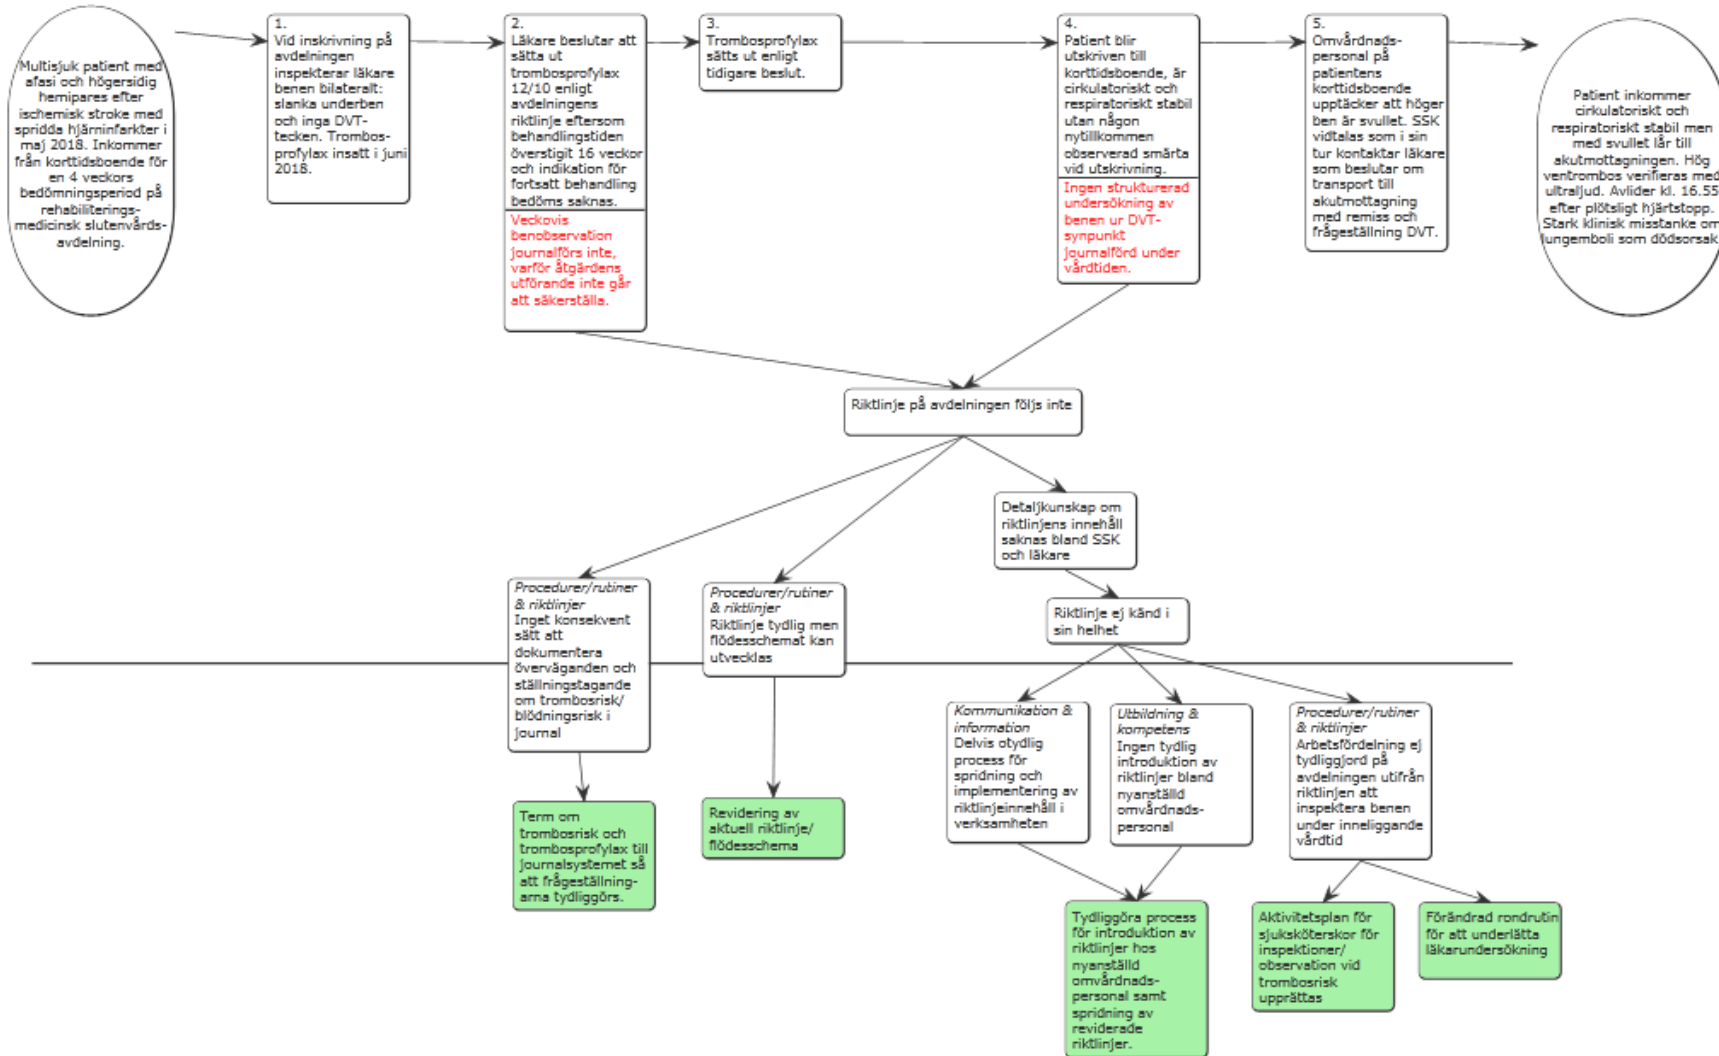 Multisjuk patient med
afasi och högersidig
hemipares efter
ischemisk stroke med
spridda hjärninfarkter i
maj 2018. Inkommer
från korttidsboende för
en 4 veckors
bedömningsperiod på
rehabiliterings-
medicinsk slutenvårds-
avdelning.
1.
Vid inskrivning på
avdelningen
inspekterar läkare
benen bilateralt:
slanka underben
och inga DVT-
tecken. Trombos-
profylax insatt i juni
2018.
2.
Läkare beslutar att
sätta ut
trombosprofylax
12/10 enligt
avdelningens
riktlinje eftersom
behandlingstiden
överstigit 16 veckor
och indikation för
fortsatt behandling
bedöms saknas.
Veckovis
benobservation
journalförs inte,
varför åtgärdens
utförande inte går
att säkerställa.
3.
Trombosprofylax
sätts ut enligt
tidigare beslut.
4.
Patient blir
utskriven till
korttidsboende, är
cirkulatoriskt och
respiratoriskt stabil
utan någon
nytillkommen
observerad smärta
vid utskrivning.
Ingen strukturerad
undersökning av
benen ur DVT-
synpunkt
journalförd under
vårdtiden.
5.
Omvårdnads-
personal på
patientens
korttidsboende
upptäcker att höger
ben är svullet. SSK
vidtalas som i sin
tur kontaktar läkare
som beslutar om
transport till
akutmottagning
med remiss och
frågeställning DVT.
Patient inkommer
cirkulatoriskt och
respiratoriskt stabil men
med svullet lår till
akutmottagningen. Hög
ventrombos verifieras med
ultraljud. Avlider kl. 16.55
efter plötsligt hjärtstopp.
Stark klinisk misstanke om
lungemboli som dödsorsak.
Riktlinje på avdelningen följs inte
Detaljkunskap om
riktlinjens innehåll
saknas bland SSK
och läkare
Riktlinje ej känd i
sin helhet
Procedurer/rutiner
& riktlinjer
Inget konsekvent
sätt att
dokumentera
överväganden och
ställningstagande
om trombosrisk/
blödningsrisk i
journal
Procedurer/rutiner
& riktlinjer
Riktlinje tydlig men
flödesschemat kan
utvecklas
Kommunikation &
information
Delvis otydlig
process för
spridning och
implementering av
riktlinjeinnehåll i
verksamheten
Utbildning &
kompetens
Ingen tydlig
introduktion av
riktlinjer bland
nyanställd
omvårdnads-
personal
Procedurer/rutiner
& riktlinjer
Arbetsfördelning ej
tydliggjord på
avdelningen utifrån
riktlinjen att
inspektera benen
under inneliggande
vårdtid
Term om
trombosrisk och
trombosprofylax till
journalsystemet så
att frågeställning-
arna tydliggörs.
Revidering av
aktuell riktlinje/
flödesschema
Tydliggöra process
för introduktion av
riktlinjer hos
nyanställd
omvårdnads-
personal samt
spridning av
reviderade
riktlinjer.
Aktivitetsplan för
sjuksköterskor för
inspektioner/
observation vid
trombosrisk
upprättas
Förändrad rondrutin
för att underlätta
läkarundersökning